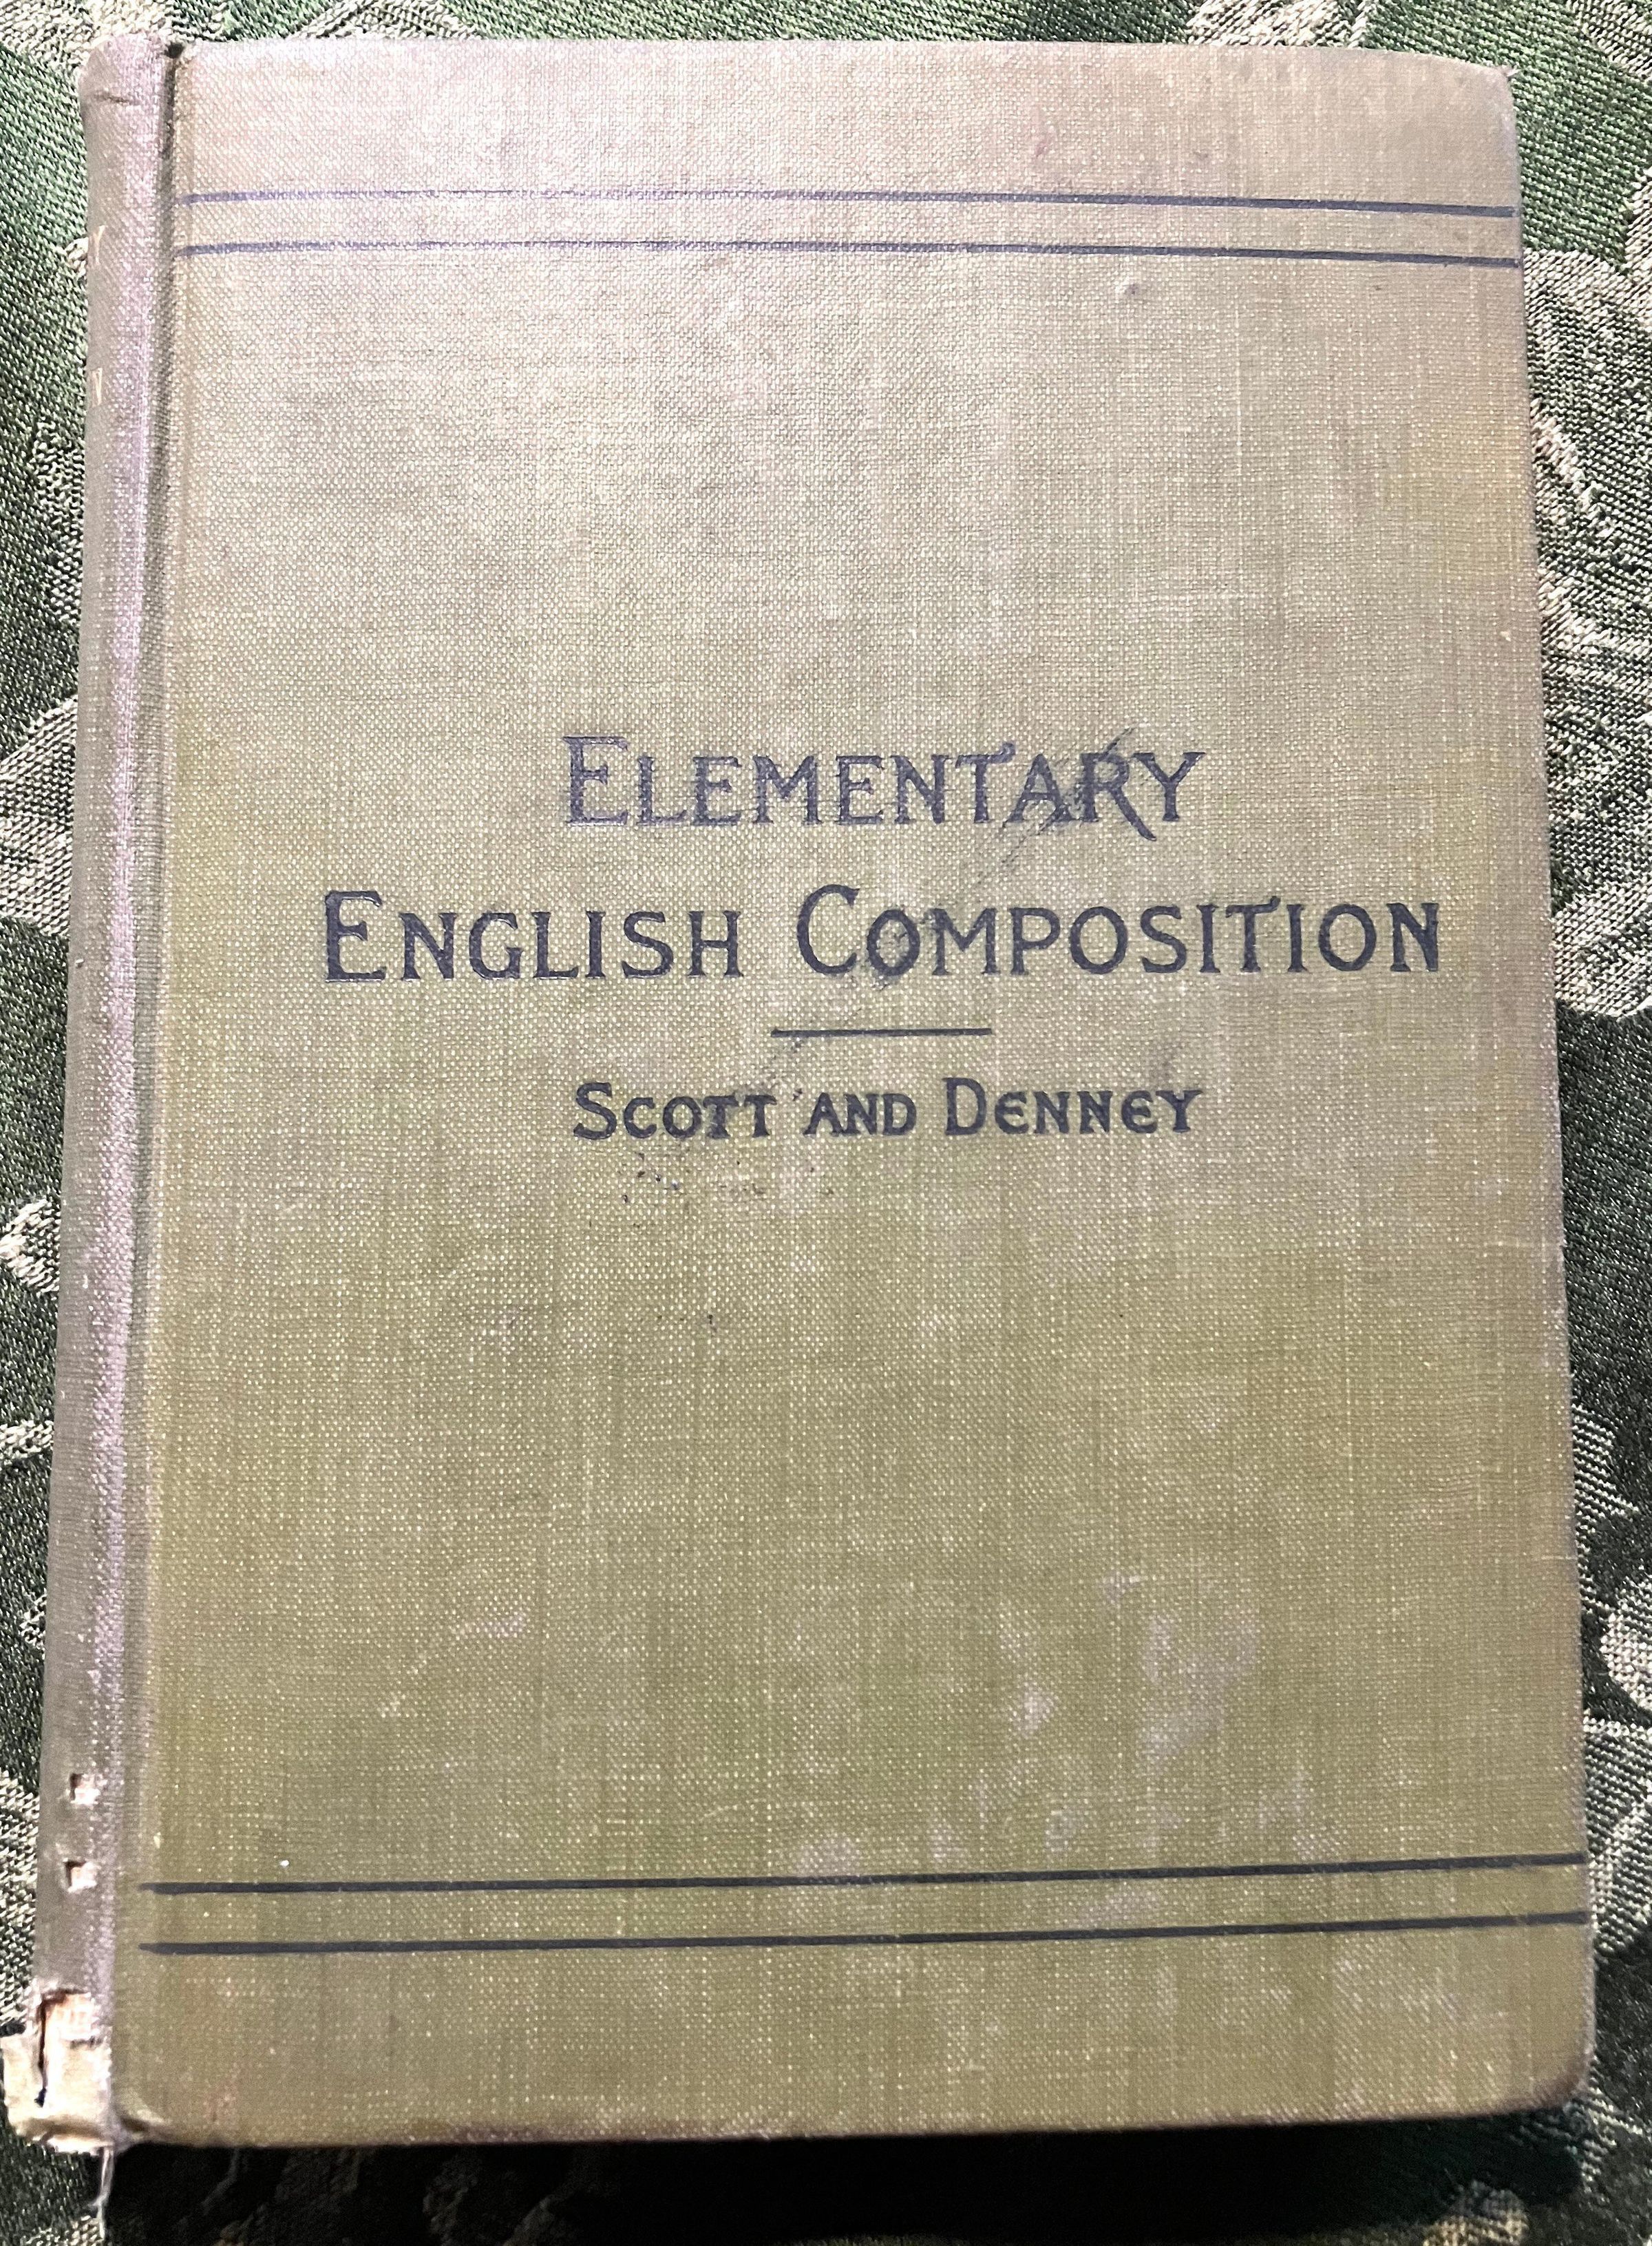 ELEMENTARY
ENGLISH COMPOSITION
SCOTT AND DENNEY